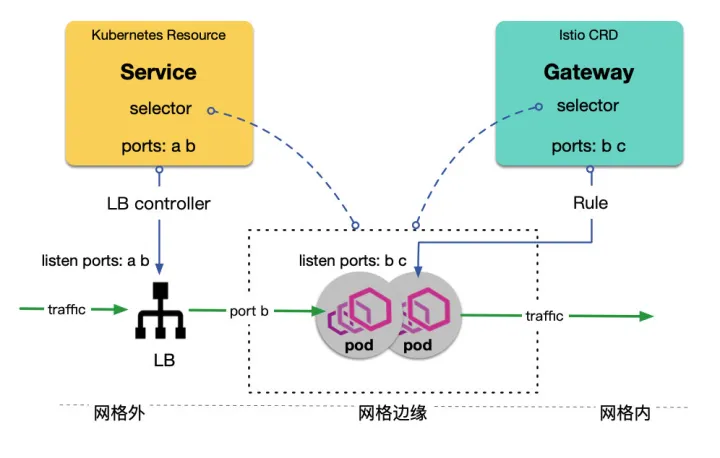 Kubernetes Resource
Service
selector
ports: a b
Istio CRD
Gateway
selector
ports: b c
LB controller
Rule
listen ports: a b
listen ports: b c
traffic
LB
port b
pod
pod
traffic
网格外
网格边缘
网格内